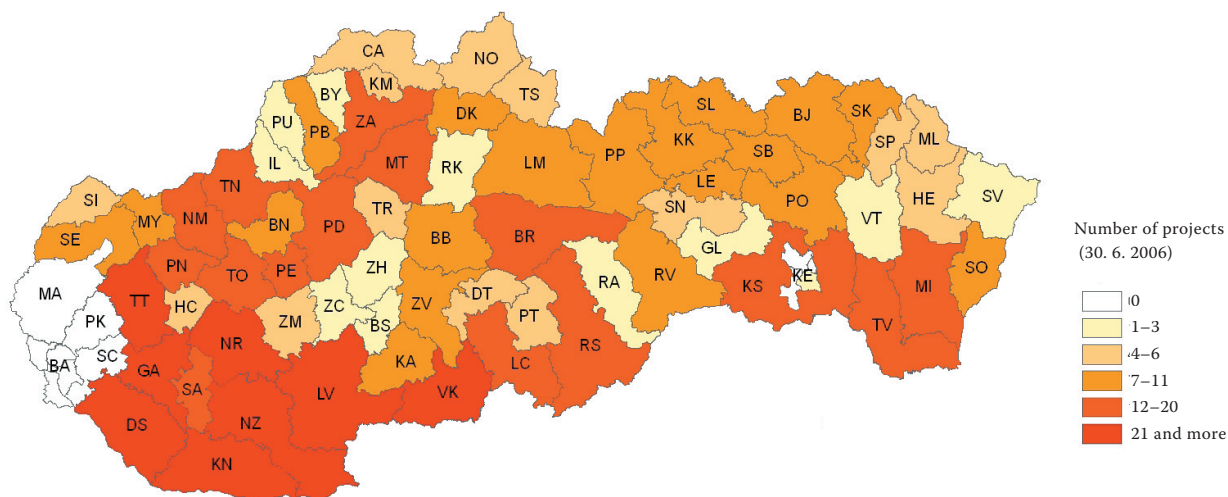 CA
NO
KM
TS
BY
PU
PB
ZA
DK
SL
BJ
SK
KK
SP
ML
IL
MT
RK
LM
PP
SB
LE
TN
SI
NM
MY
BN
PD
TR
SN
PO
VT
HE
SV
SE
BB
BR
GL
Number of projects
(30. 6. 2006)
MA
PN
TO
PE
ZH
RA
RV
KS
KE
MI
SO
TT
HC
ZC
ZV
DT
0
PK
ZM
BS
PT
TV
1–3
BA
SC
GA
NR
KA
LC
RS
4–6
SA
LV
VK
7–11
DS
NZ
12–20
KN
21 and more